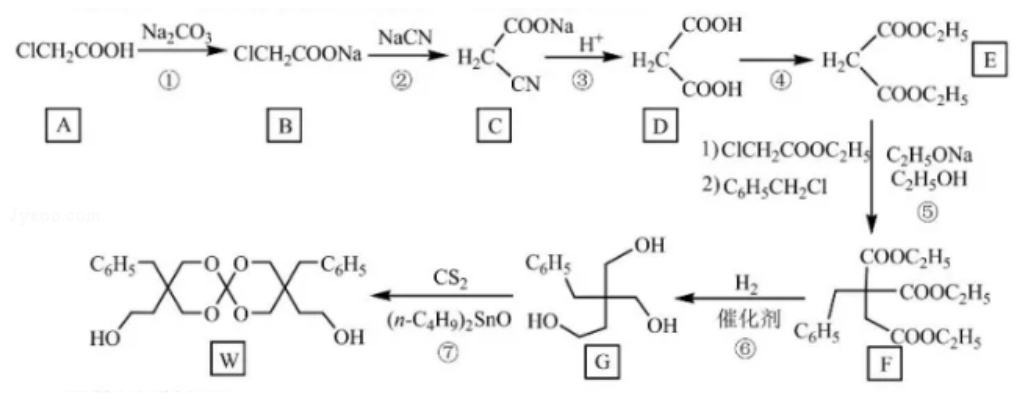 ClCH₂COOH Na₂CO₃ ① ClCH₂COONa NaCN ② H₂C COONa CN H⁺ ③ H₂C COOH COOH ④ H₂C COOC₂H₅ COOC₂H₅ E
A B C D
1)ClCH₂COOC₂H₅ C₂H₅ONa
2)C₆H₅CH₂Cl C₂H₅OH
⑤
C₆H₅ O O C₆H₅ O O HO OH CS₂ (n-C₄H₉)₂SnO ⑦ C₆H₅ OH HO OH H₂ 催化剂 ⑥ COOC₂H₅ COOC₂H₅ C₆H₅ COOC₂H₅
W G F